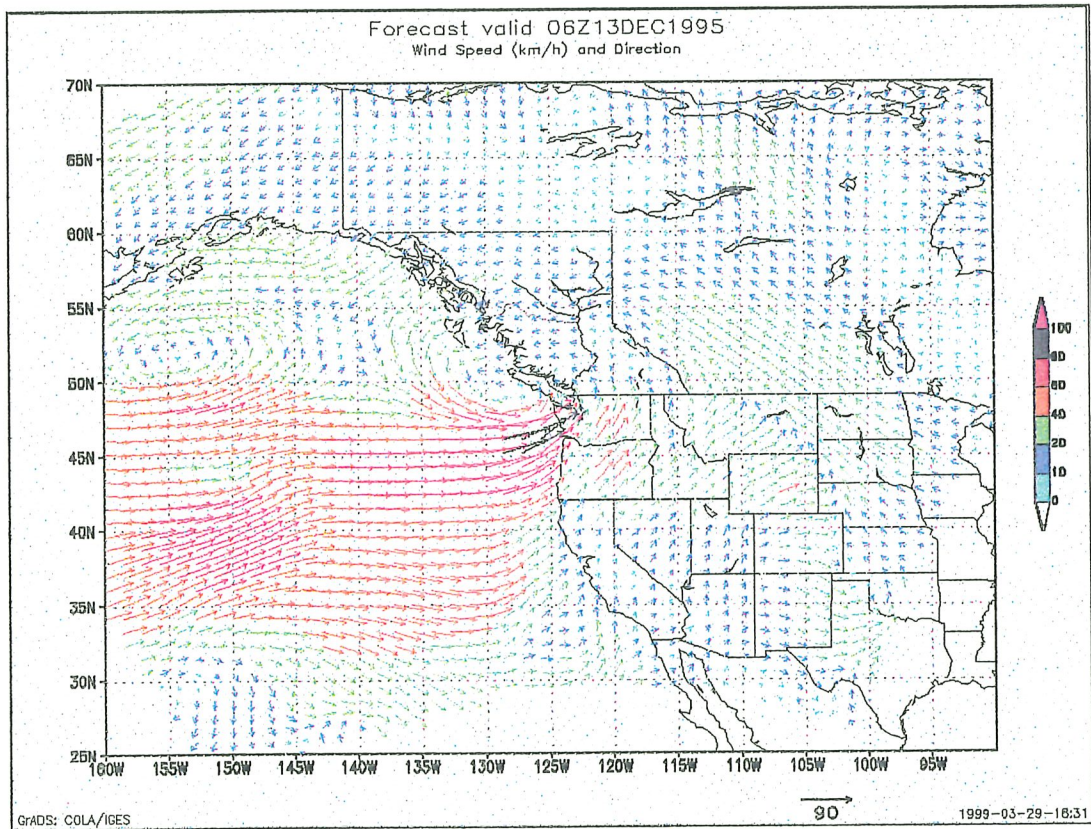 Forecast valid 06Z13DEC1995
Wind Speed (km/h) and Direction
70N
65N
60N
55N
50N
45N
40N
35N
30N
25N
160W 155W 150W 145W 140W 135W 130W 125W 120W 115W 110W 105W 100W 95W
100
80
60
40
20
10
0
90
GrADS: COLA/IGES
1999-03-29-16:31